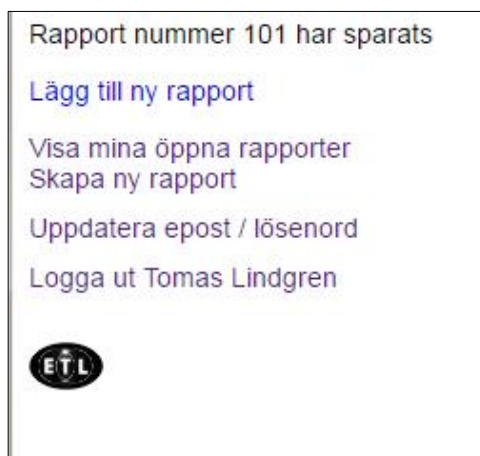 Rapport nummer 101 har sparats
Lägg till ny rapport
Visa mina öppna rapporter
Skapa ny rapport
Uppdatera epost / lösenord
Logga ut Tomas Lindgren
ETL